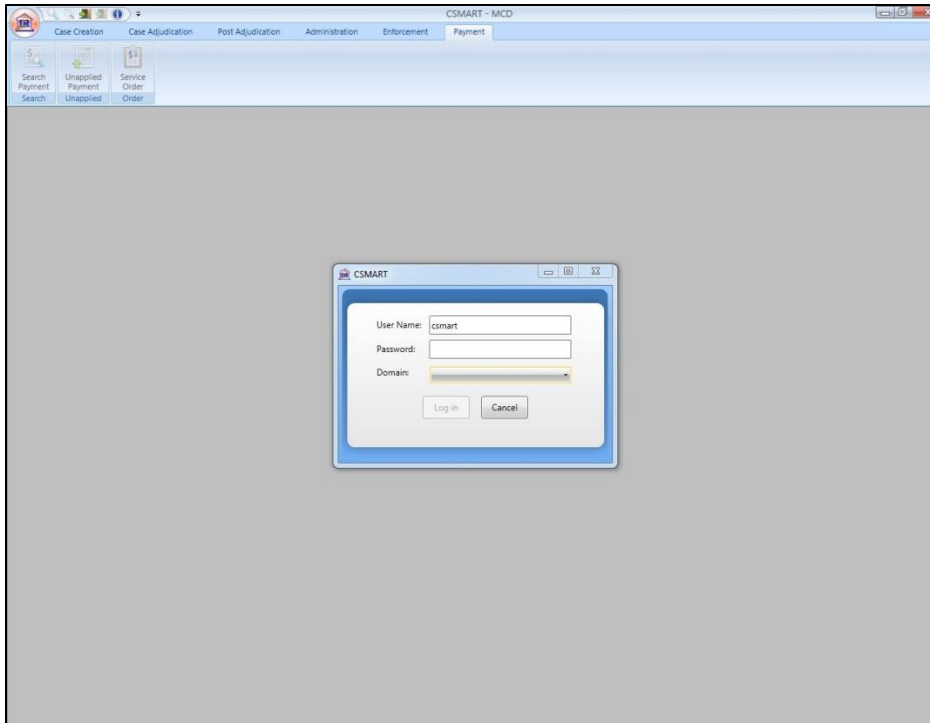 CSMART - MCD
Case Creation Case Adjudication Post Adjudication Administration Enforcement Payment
Search Payment
Unapplied Payment
Service Order
Search Unapplied Order
CSMART
User Name: csmart
Password:
Domain:
Log in Cancel